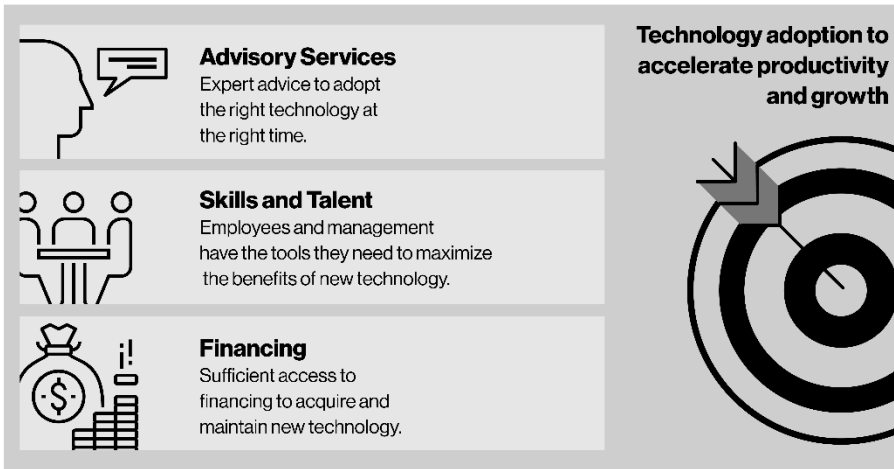 Advisory Services
Expert advice to adopt
the right technology at
the right time.
Skills and Talent
Employees and management
have the tools they need to maximize
the benefits of new technology.
$
Financing
Sufficient access to
financing to acquire and
maintain new technology.
Technology adoption to
accelerate productivity
and growth